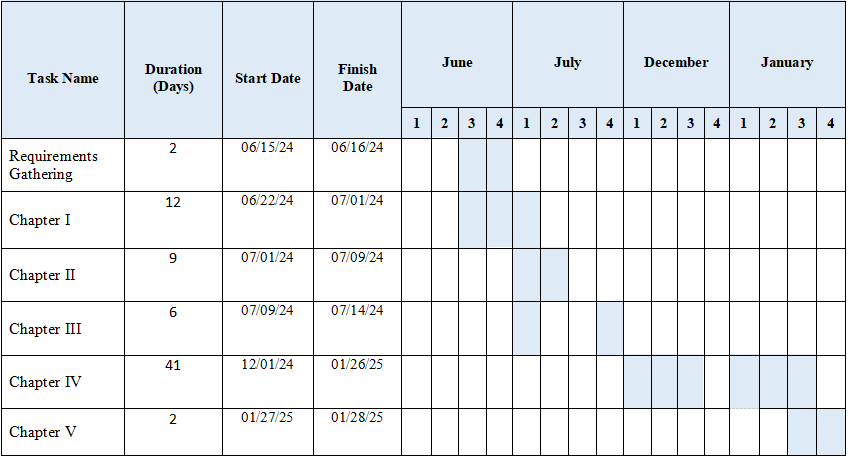 Task Name Duration (Days) Start Date Finish Date June July December January
1 2 3 4 1 2 3 4 1 2 3 4 1 2 3 4
Requirements Gathering 2 06/15/24 06/16/24
Chapter I 12 06/22/24 07/01/24
Chapter II 9 07/01/24 07/09/24
Chapter III 6 07/09/24 07/14/24
Chapter IV 41 12/01/24 01/26/25
Chapter V 2 01/27/25 01/28/25